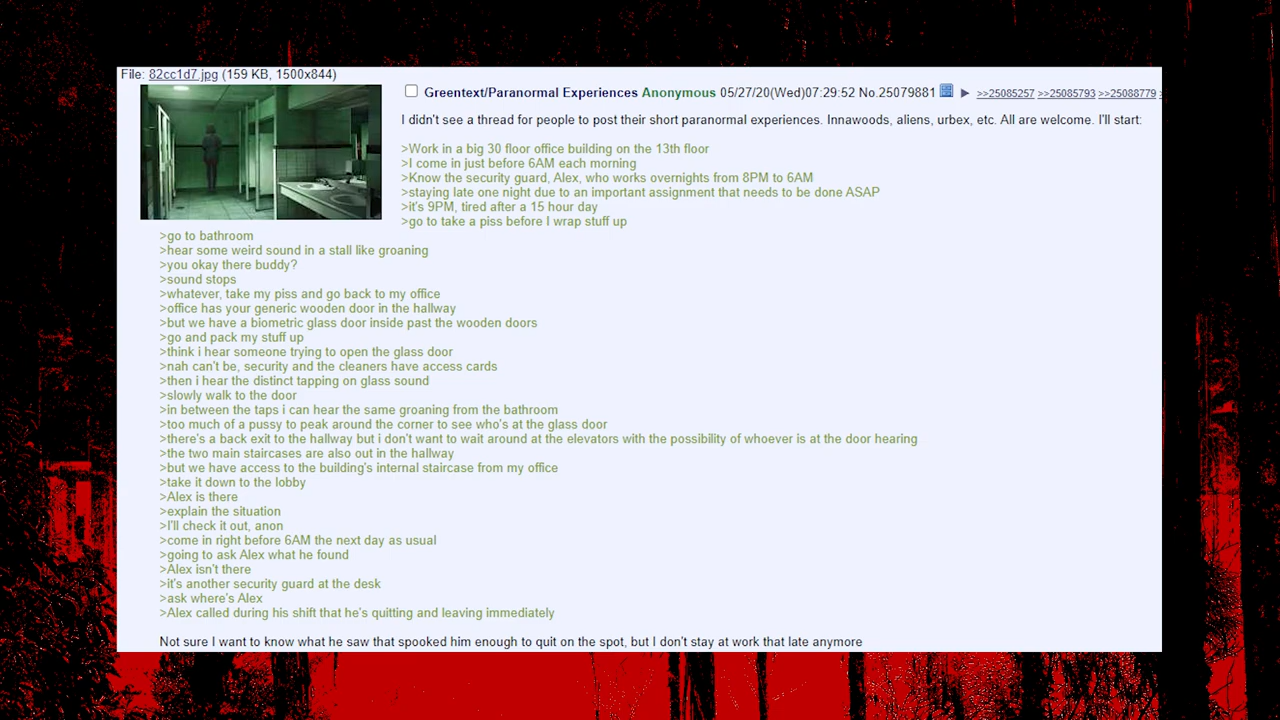 File: 82cc1d7.jpg (159 KB, 1500x844)
Greentext/Paranormal Experiences Anonymous 05/27/20(Wed)07:29:52 No.25079881 ▶ >>25085257 >>25085793 >>25088779
I didn't see a thread for people to post their short paranormal experiences. Innawoods, aliens, urbex, etc. All are welcome. I'll start:
>Work in a big 30 floor office building on the 13th floor
>I come in just before 6AM each morning
>Know the security guard, Alex, who works overnights from 8PM to 6AM
>staying late one night due to an important assignment that needs to be done ASAP
>it's 9PM, tired after a 15 hour day
>go to take a piss before I wrap stuff up
>go to bathroom
>hear some weird sound in a stall like groaning
>you okay there buddy?
>sound stops
>whatever, take my piss and go back to my office
>office has your generic wooden door in the hallway
>but we have a biometric glass door inside past the wooden doors
>go and pack my stuff up
>think i hear someone trying to open the glass door
>nah can't be, security and the cleaners have access cards
>then i hear the distinct tapping on glass sound
>slowly walk to the door
>in between the taps i can hear the same groaning from the bathroom
>too much of a pussy to peak around the corner to see who's at the glass door
>there's a back exit to the hallway but i don't want to wait around at the elevators with the possibility of whoever is at the door hearing
>the two main staircases are also out in the hallway
>but we have access to the building's internal staircase from my office
>take it down to the lobby
>Alex is there
>explain the situation
>I'll check it out, anon
>come in right before 6AM the next day as usual
>going to ask Alex what he found
>Alex isn't there
>it's another security guard at the desk
>ask where's Alex
>Alex called during his shift that he's quitting and leaving immediately
Not sure I want to know what he saw that spooked him enough to quit on the spot, but I don't stay at work that late anymore